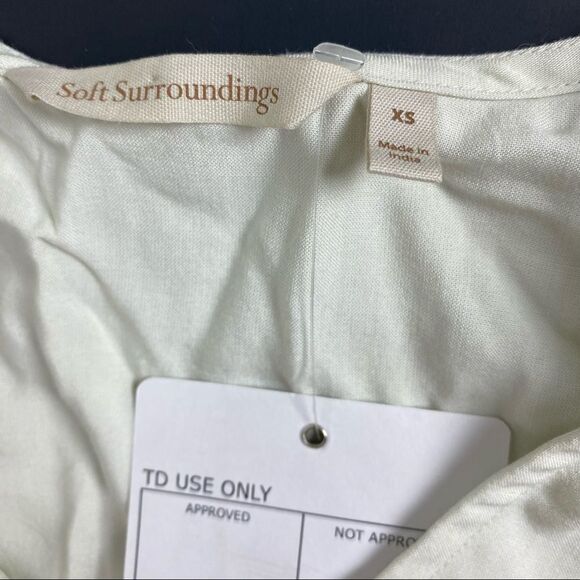 Soft Surroundings
XS
Made in
India
TD USE ONLY
APPROVED
NOT APPRO